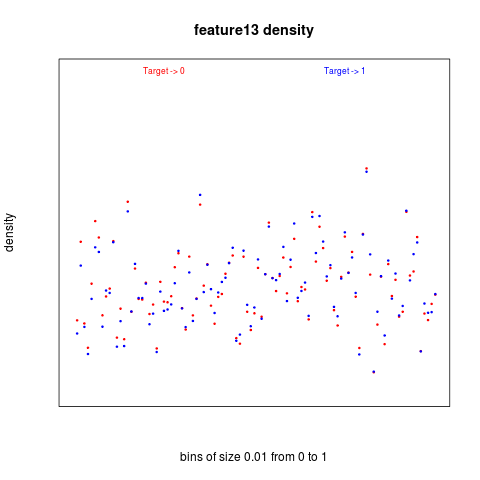 feature13 density
Target -> 0
Target -> 1
density
bins of size 0.01 from 0 to 1